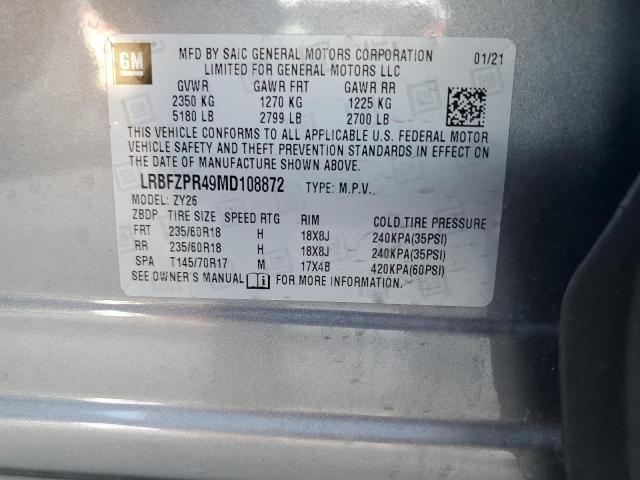 GM
MFD BY SAIC GENERAL MOTORS CORPORATION 01/21
LIMITED FOR GENERAL MOTORS LLC
GVWR GAWR FRT GAWR RR
2350 KG 1270 KG 1225 KG
5180 LB 2799 LB 2700 LB
THIS VEHICLE CONFORMS TO ALL APPLICABLE U.S. FEDERAL MOTOR
VEHICLE SAFETY AND THEFT PREVENTION STANDARDS IN EFFECT ON
THE DATE OF MANUFACTURE SHOWN ABOVE.
LRBFZPR49MD108872 TYPE: M.P.V.
MODEL: ZY26
ZBDP TIRE SIZE SPEED RTG RIM COLD TIRE PRESSURE
FRT 235/60R18 H 18X8J 240KPA(35PSI)
RR 235/60R18 H 18X8J 240KPA(35PSI)
SPA T145/70R17 M 17X4B 420KPA(60PSI)
SEE OWNER'S MANUAL FOR MORE INFORMATION